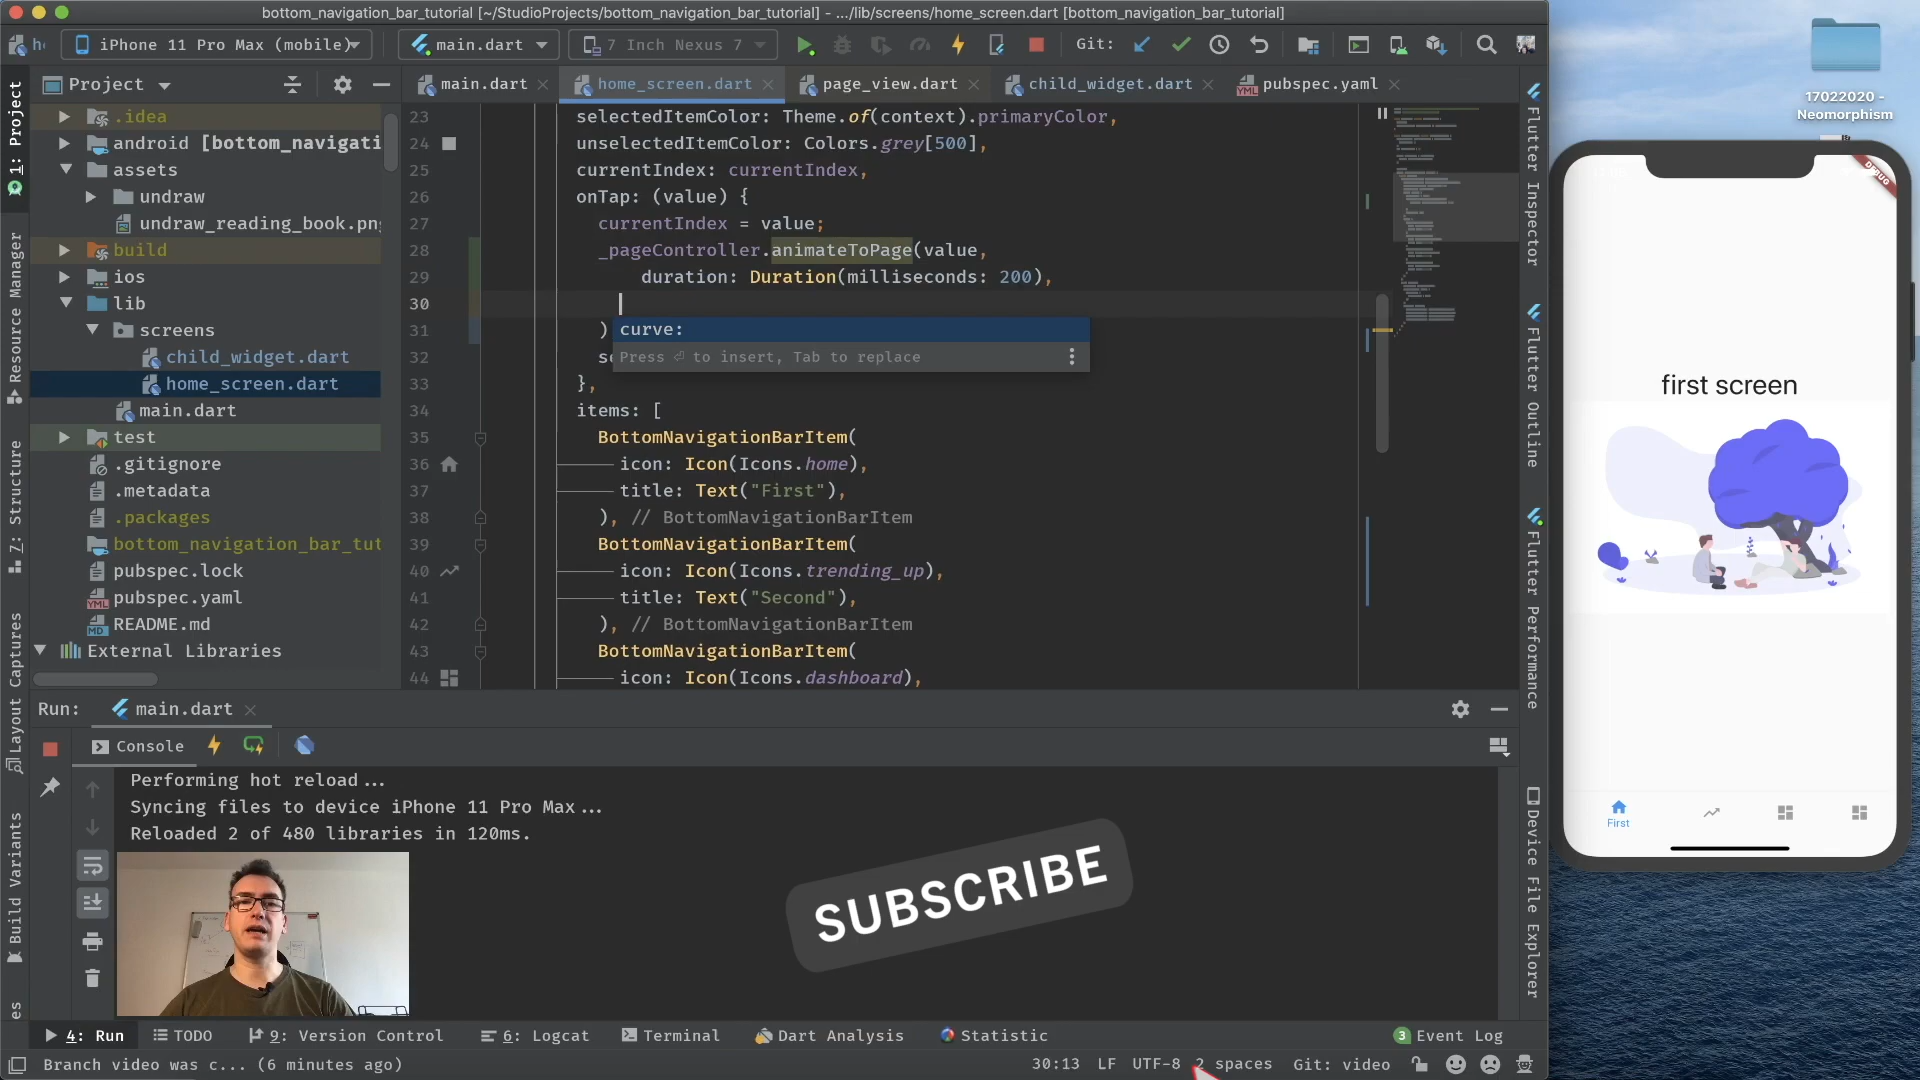 bottom_navigation_bar_tutorial [~/StudioProjects/bottom_navigation_bar_tutorial] - .../lib/screens/home_screen.dart [bottom_navigation_bar_tutorial]
iPhone 11 Pro Max (mobile)
main.dart
7 Inch Nexus 7
Git:
Project
main.dart
home_screen.dart
page_view.dart
child_widget.dart
pubspec.yaml
1: Project
Resource Manager
7: Structure
Layout Captures
Build Variants
es
.idea
android [bottom_navigati
assets
undraw
undraw_reading_book.pn
build
ios
lib
screens
child_widget.dart
home_screen.dart
main.dart
test
.gitignore
.metadata
.packages
bottom_navigation_bar_tut
pubspec.lock
pubspec.yaml
README.md
External Libraries
23 selectedItemColor: Theme.of(context).primaryColor,
24 unselectedItemColor: Colors.grey[500],
25 currentIndex: currentIndex,
26 onTap: (value) {
27 currentIndex = value;
28 _pageController.animateToPage(value,
29 duration: Duration(milliseconds: 200),
30
31 )
curve:
32 se
Press ⏎ to insert, Tab to replace
33 },
34 items: [
35 BottomNavigationBarItem(
36 icon: Icon(Icons.home),
37 title: Text("First"),
38 ), // BottomNavigationBarItem
39 BottomNavigationBarItem(
40 icon: Icon(Icons.trending_up),
41 title: Text("Second"),
42 ), // BottomNavigationBarItem
43 BottomNavigationBarItem(
44 icon: Icon(Icons.dashboard),
Flutter Inspector
Flutter Outline
Flutter Performance
Device File Explorer
Run:
main.dart
Console
Performing hot reload...
Syncing files to device iPhone 11 Pro Max...
Reloaded 2 of 480 libraries in 120ms.
SUBSCRIBE
4: Run
TODO
9: Version Control
6: Logcat
Terminal
Dart Analysis
Statistic
3 Event Log
Branch video was c... (6 minutes ago)
30:13
LF
UTF-8
2 spaces
Git: video
17022020 -
Neomorphism
DEBUG
first screen
First